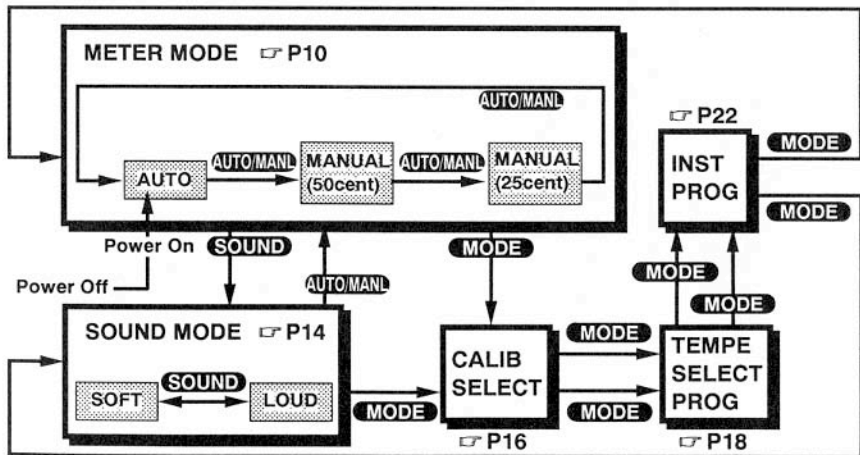 METER MODE ☞ P10
AUTO/MANL
☞ P22
MODE
AUTO
AUTO/MANL
MANUAL
(50cent)
AUTO/MANL
MANUAL
(25cent)
INST
PROG
MODE
Power On
SOUND
MODE
MODE
Power Off
AUTO/MANL
MODE
SOUND MODE ☞ P14
SOUND
SOFT
LOUD
MODE
CALIB
SELECT
MODE
MODE
TEMPE
SELECT
PROG
☞ P16
☞ P18